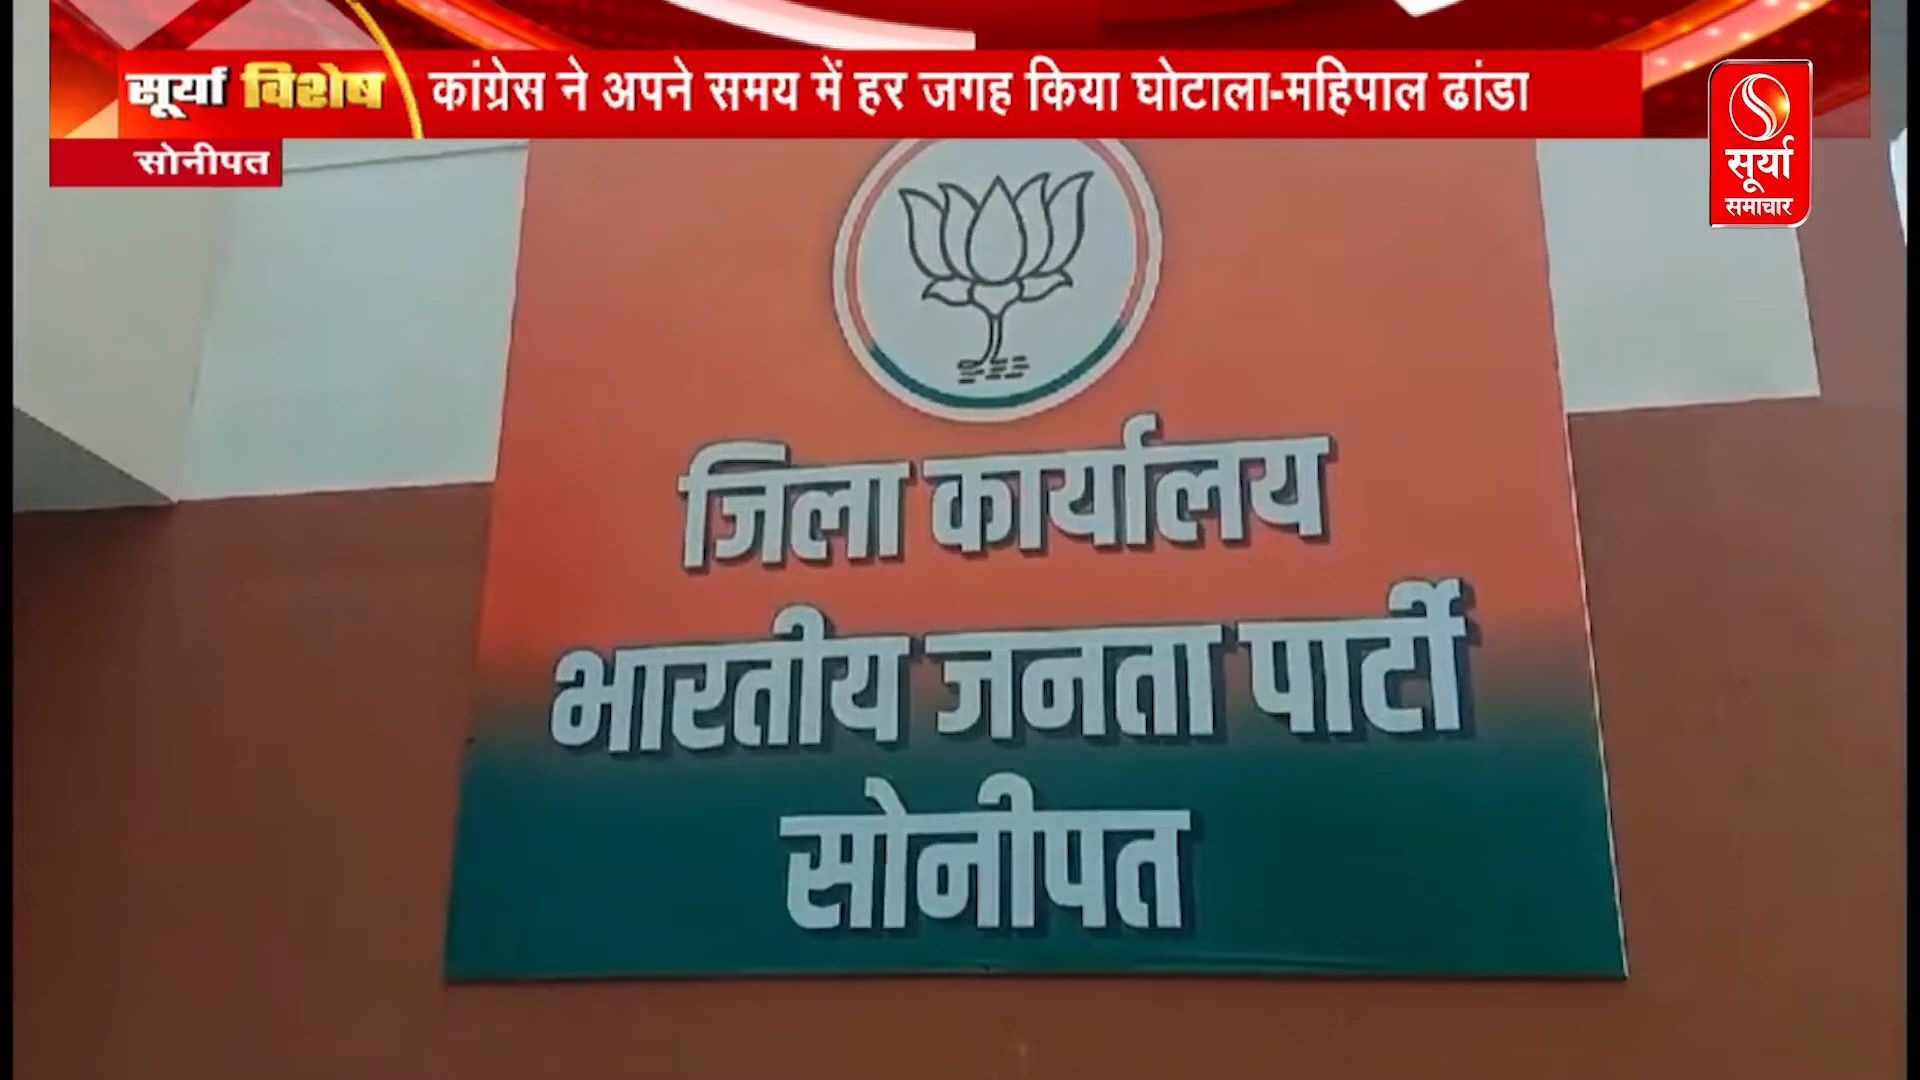 सूर्या विशेष कांग्रेस ने अपने समय में हर जगह किया घोटाला-महिपाल ढांडा
सोनीपत
सूर्या
समाचार
जिला कार्यालय
भारतीय जनता पार्टी
सोनीपत